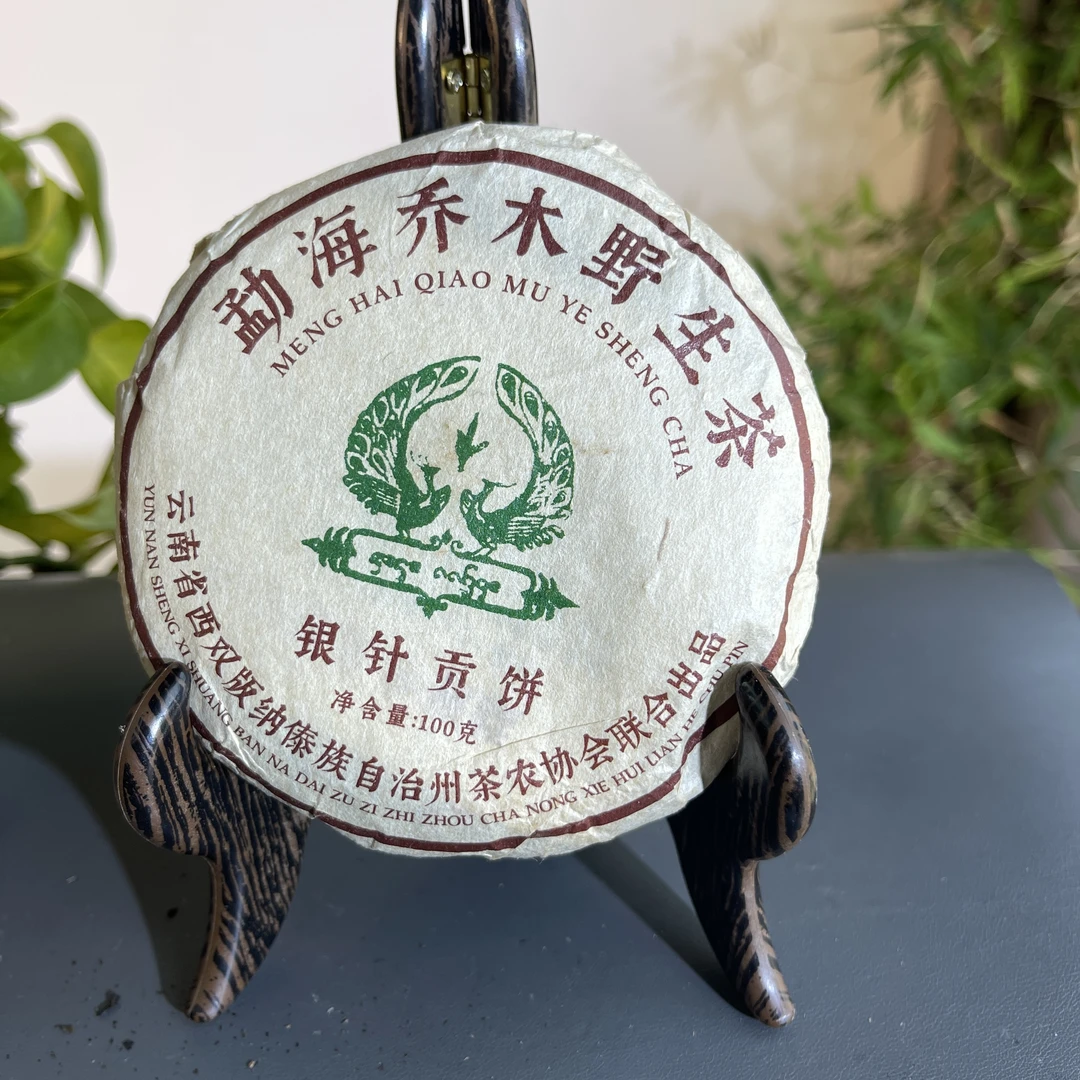 勐海乔木野生茶
MENG HAI QIAO MU YE SHENG CHA
银针贡饼
净含量:100克
云南省西双版纳傣族自治州茶农协会联合出品
YUN NAN SHENG XI SHUANG BAN NA DAI ZU ZI ZHI ZHOU CHA NONG XIE HUI LIAN HE PIN